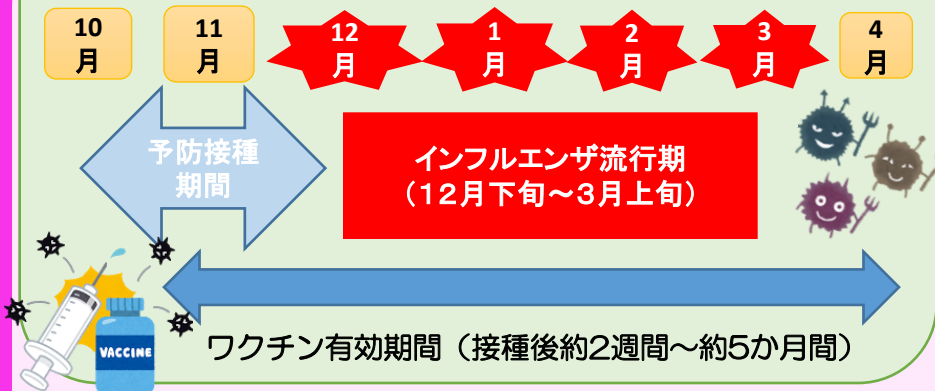 10
月
11
月
12
月
1
月
2
月
3
月
4
月
予防接種
期間
インフルエンザ流行期
（１２月下旬～３月上旬）
VACCINE
ワクチン有効期間（接種後約2週間～約5か月間）